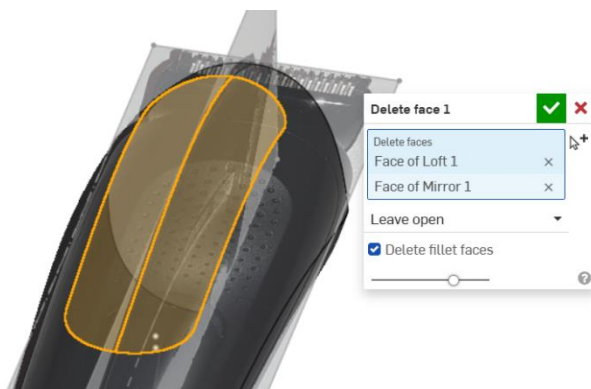 Delete face 1
Delete faces
Face of Loft 1
Face of Mirror 1
Leave open
Delete fillet faces